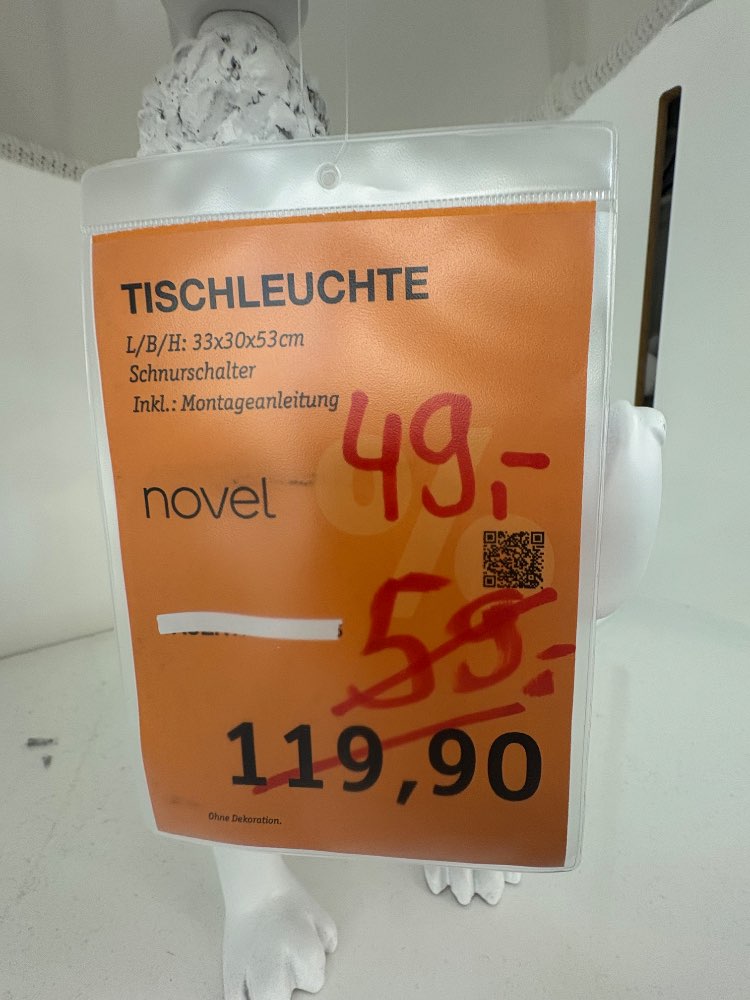 TISCHLEUCHTE
L/B/H: 33x30x53cm
Schnurschalter
Inkl.: Montageanleitung
49,-
novel
59,-
119,90
Ohne Dekoration.